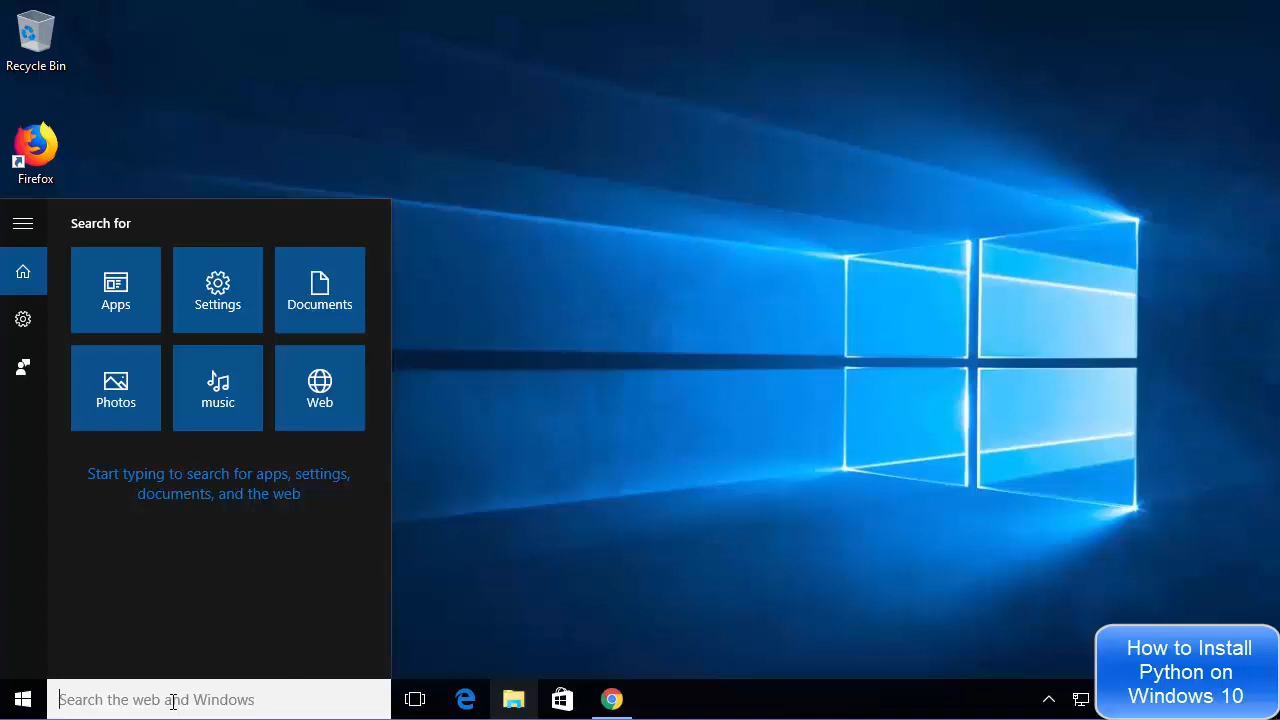 Recycle Bin
Firefox
Search for
Apps
Settings
Documents
Photos
music
Web
Start typing to search for apps, settings,
documents, and the web
Search the web and Windows
How to Install
Python on
Windows 10